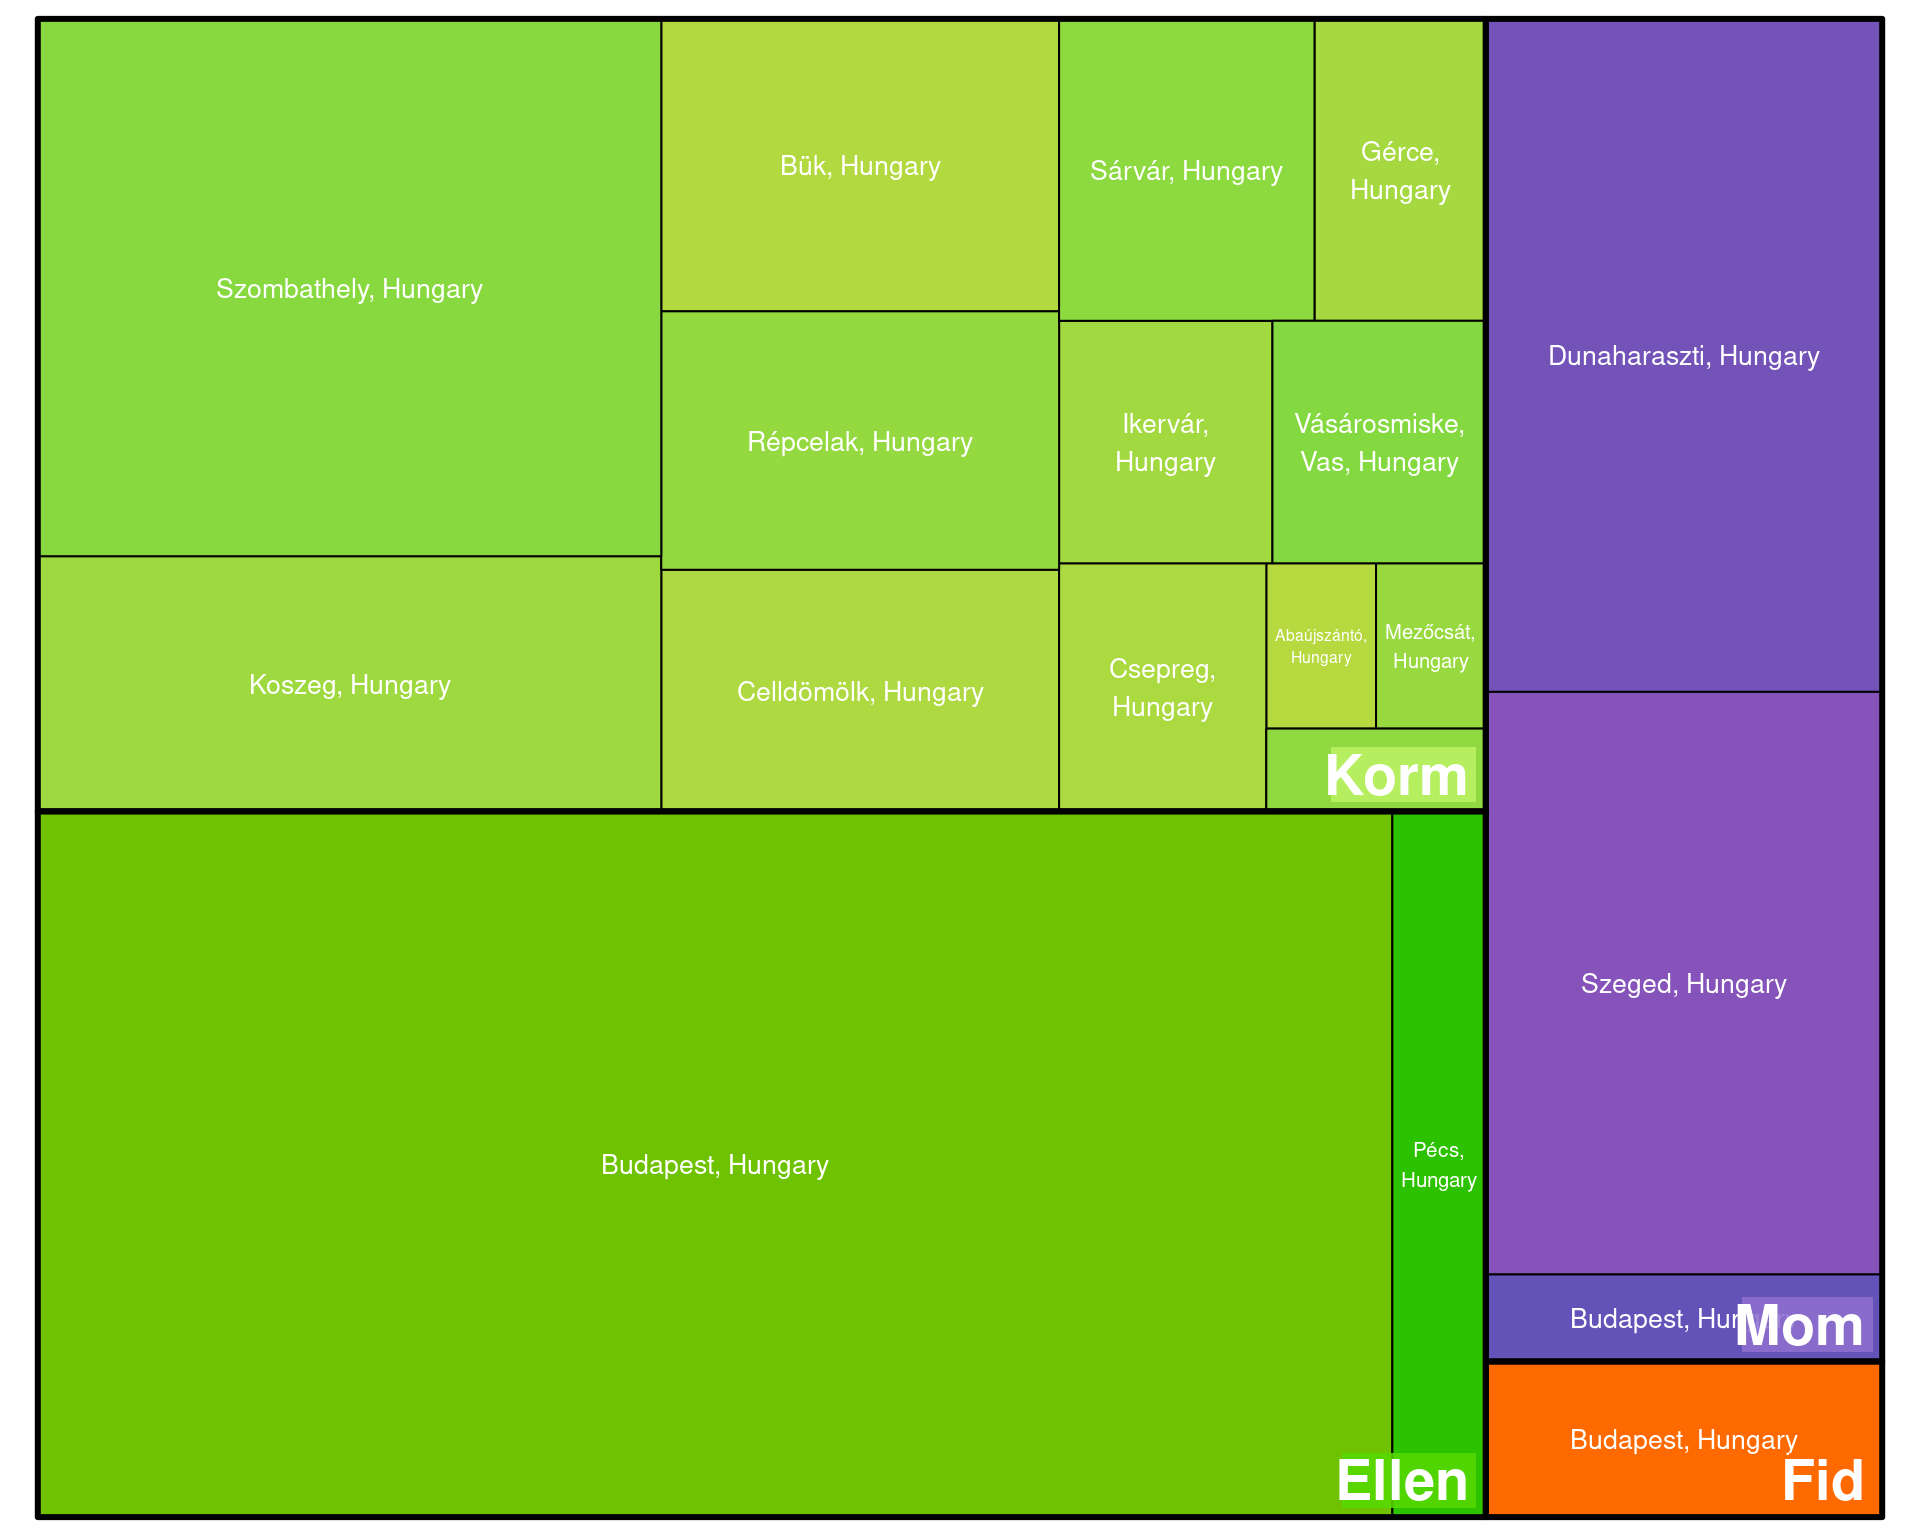 Szombathely, Hungary
Koszeg, Hungary
Bük, Hungary
Répcelak, Hungary
Celldömölk, Hungary
Sárvár, Hungary
Gérce,
Hungary
Ikervár,
Hungary
Vásárosmiske,
Vas, Hungary
Csepreg,
Hungary
Abaújszántó,
Hungary
Mezőcsát,
Hungary
Korm
Budapest, Hungary
Pécs,
Hungary
Ellen
Dunaharaszti, Hungary
Szeged, Hungary
Budapest,
Mom
Budapest, Hungary
Fid